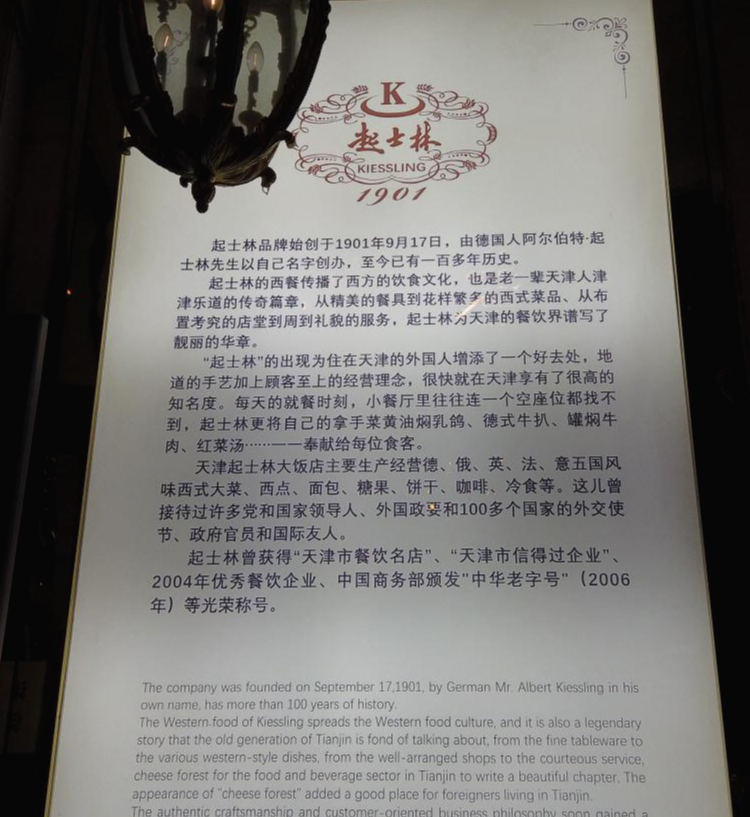 K
起士林
KIESSLING
1901
起士林品牌始创于1901年9月17日，由德国人阿尔伯特·起
士林先生以自己名字创办，至今已有一百多年历史。
起士林的西餐传播了西方的饮食文化，也是老一辈天津人津
津乐道的传奇篇章，从精美的餐具到花样繁多的西式菜品、从布
置考究的店堂到周到礼貌的服务，起士林为天津的餐饮界谱写了
靓丽的华章。
“起士林”的出现为住在天津的外国人增添了一个好去处，地
道的手艺加上顾客至上的经营理念，很快就在天津享有了很高的
知名度。每天的就餐时刻，小餐厅里往往连一个空座位都找不
到，起士林更将自己的拿手菜黄油焖乳鸽、德式牛扒、罐焖牛
肉、红菜汤……——奉献给每位食客。
天津起士林大饭店主要生产经营德、俄、英、法、意五国风
味西式大菜、西点、面包、糖果、饼干、咖啡、冷食等。这儿曾
接待过许多党和国家领导人、外国政要和100多个国家的外交使
节、政府官员和国际友人。
起士林曾获得“天津市餐饮名店”、“天津市信得过企业”、
2004年优秀餐饮企业、中国商务部颁发"中华老字号"（2006
年）等光荣称号。
The company was founded on September 17,1901, by German Mr. Albert Kiessling in his
own name, has more than 100 years of history.
The Western food of Kiessling spreads the Western food culture, and it is also a legendary
story that the old generation of Tianjin is fond of talking about, from the fine tableware to
the various western-style dishes, from the well-arranged shops to the courteous service,
cheese forest for the food and beverage sector in Tianjin to write a beautiful chapter. The
appearance of "cheese forest" added a good place for foreigners living in Tianjin.
The authentic craftsmanship and customer-oriented business philosophy soon gained a